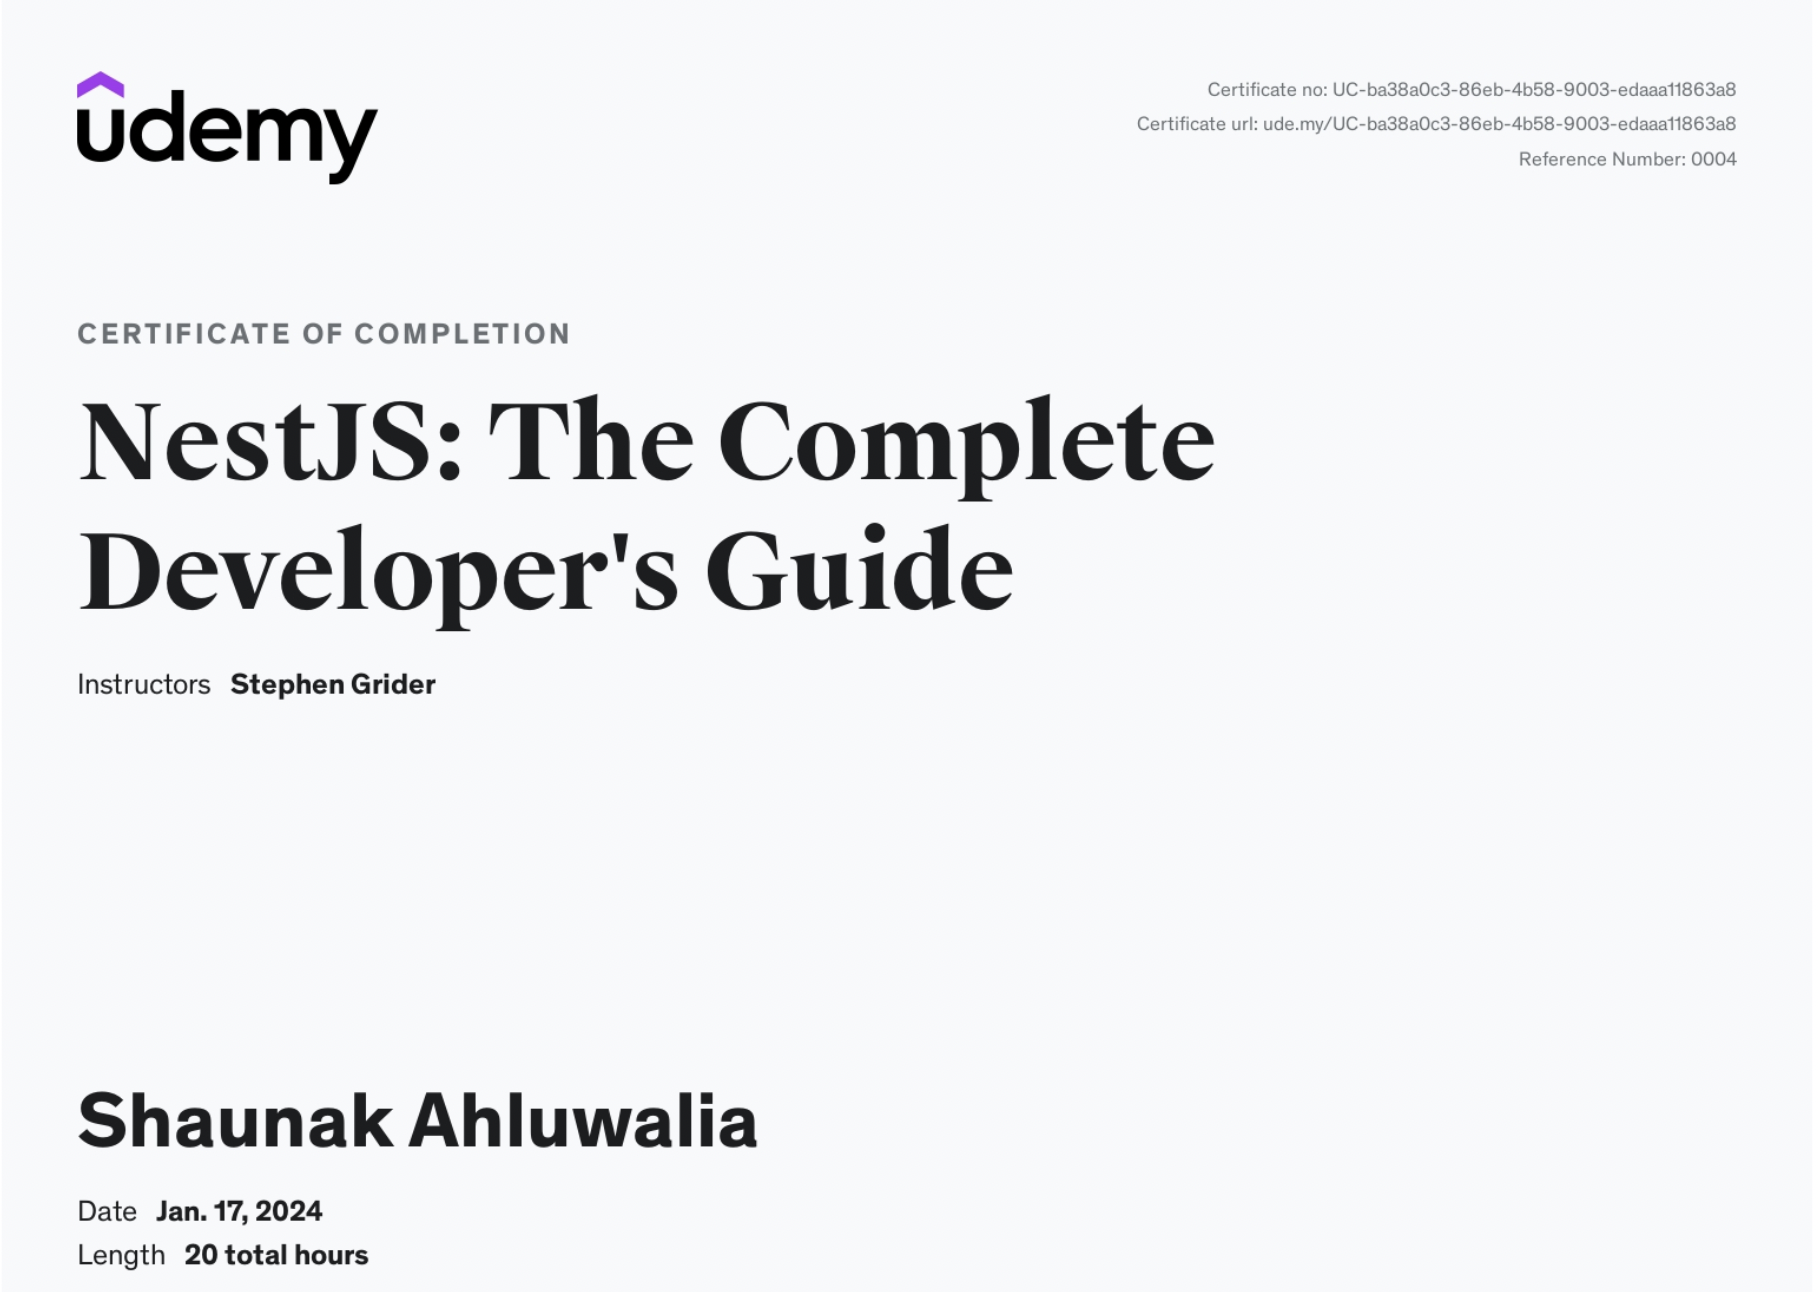 udemy
Certificate no: UC-ba38a0c3-86eb-4b58-9003-edaaa11863a8
Certificate url: ude.my/UC-ba38a0c3-86eb-4b58-9003-edaaa11863a8
Reference Number: 0004
CERTIFICATE OF COMPLETION
NestJS: The Complete
Developer's Guide
Instructors Stephen Grider
Shaunak Ahluwalia
Date Jan. 17, 2024
Length 20 total hours